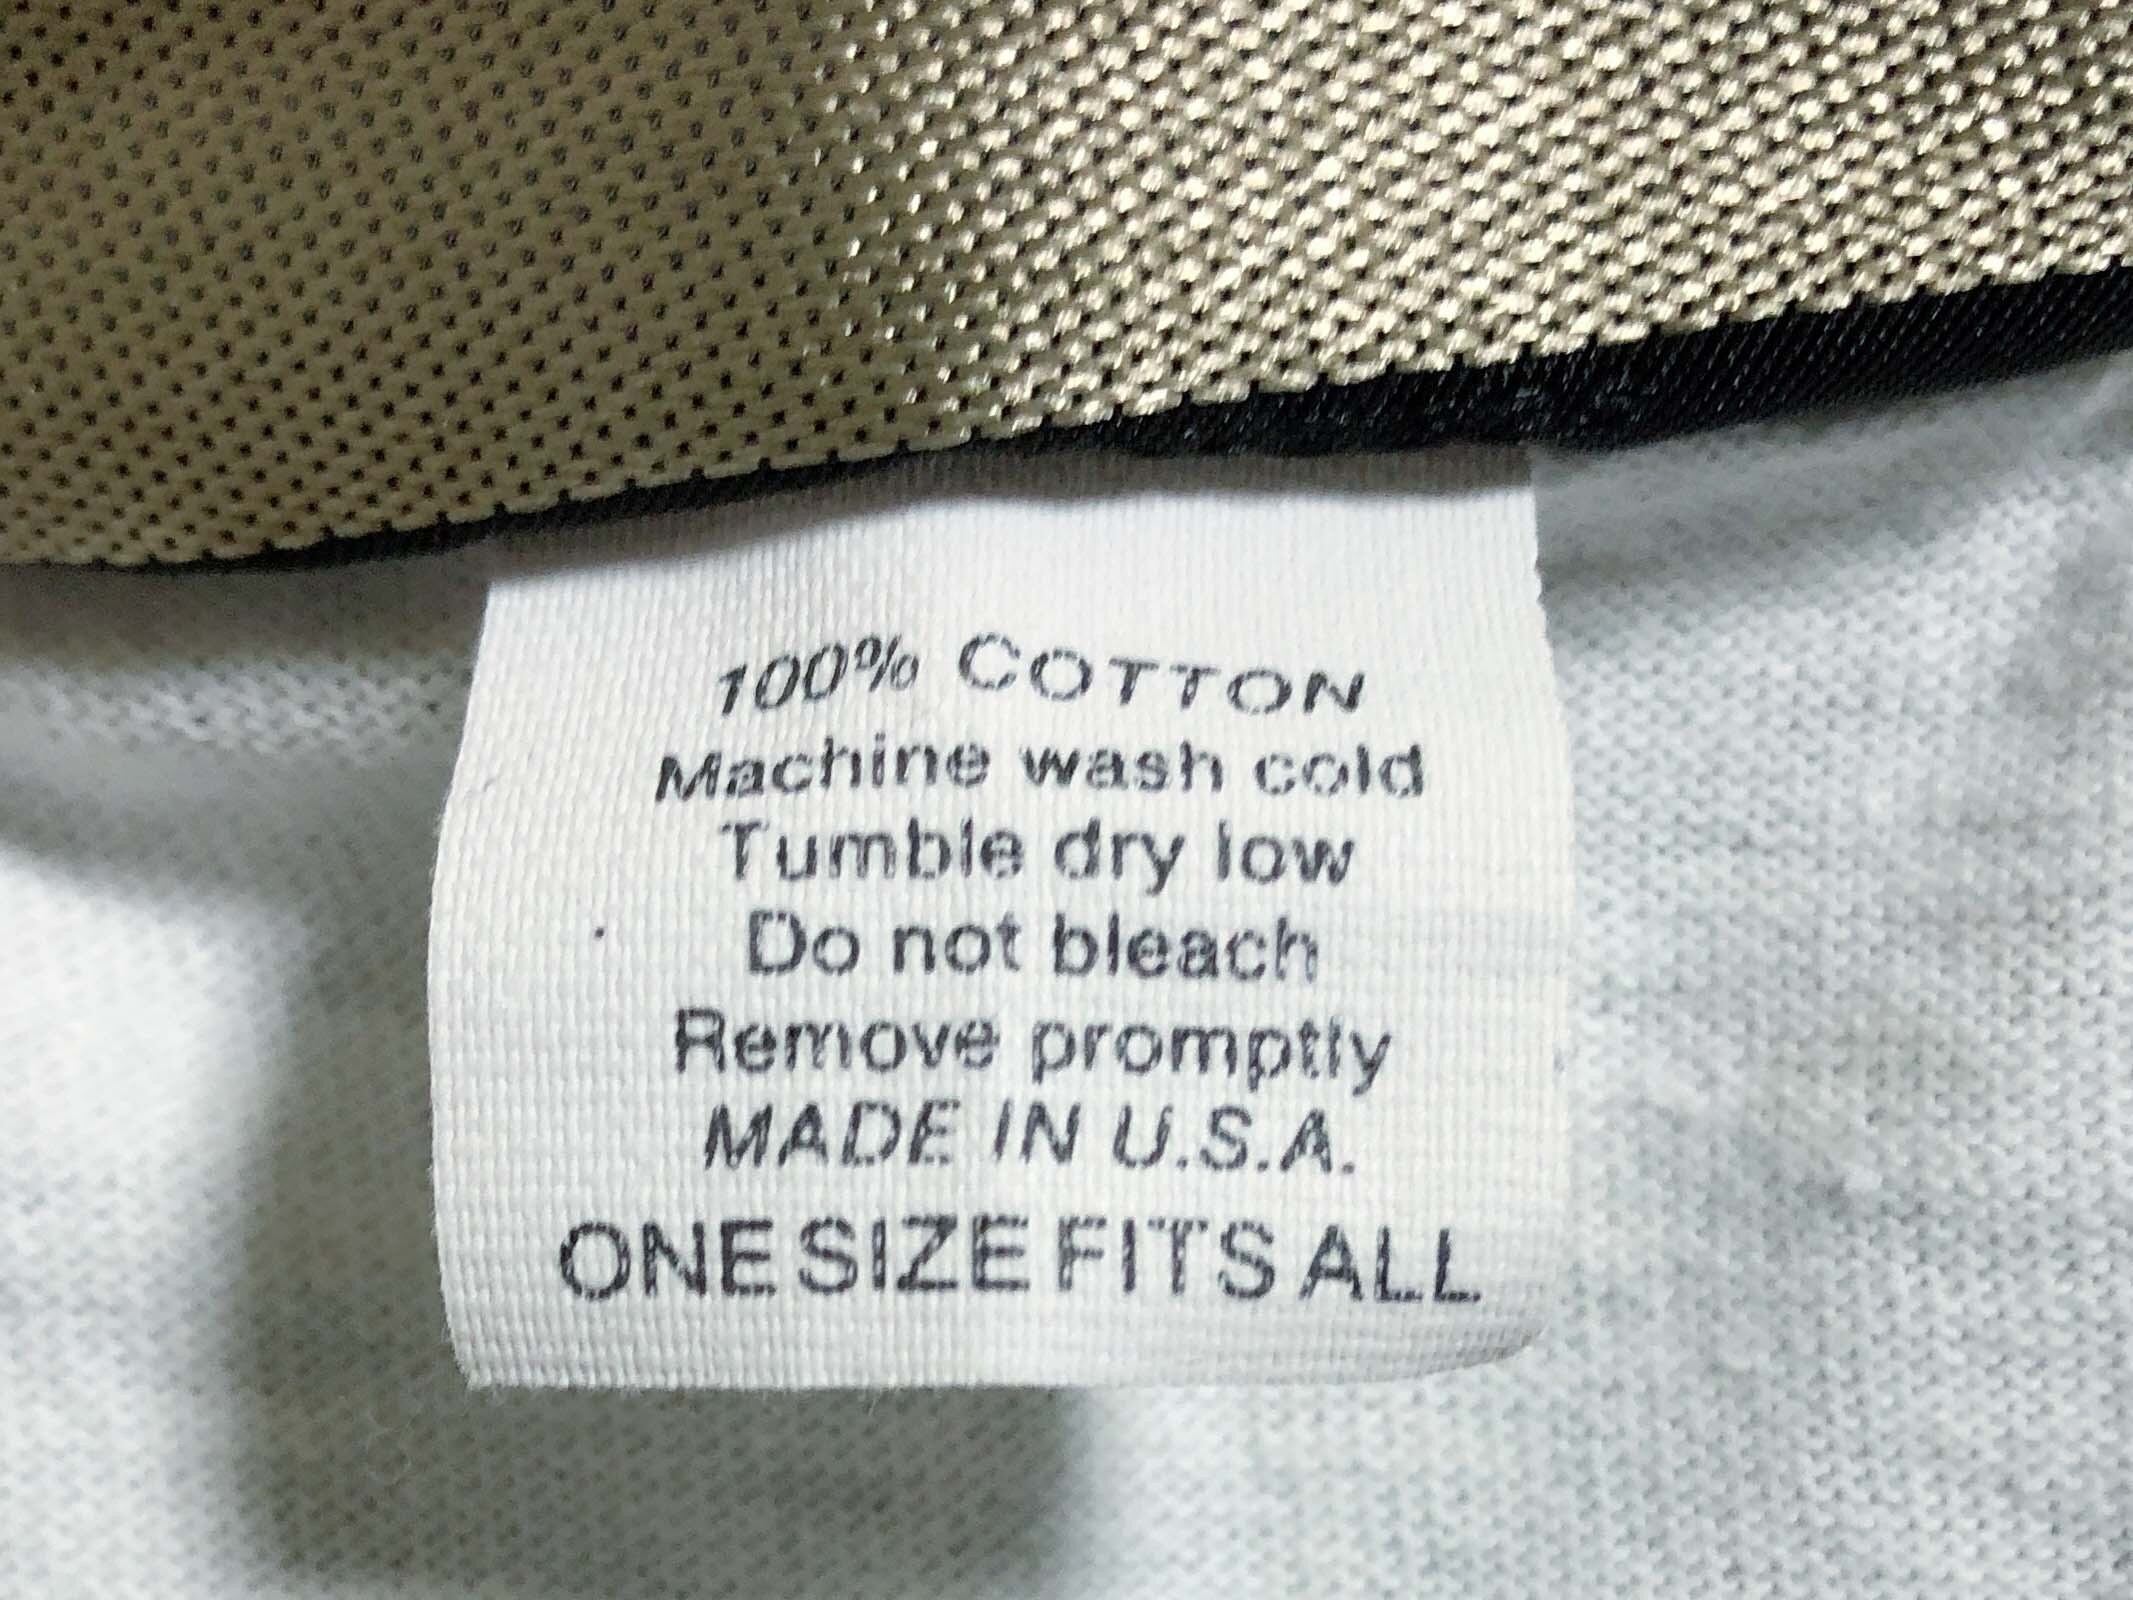 100% COTTON
Machine wash cold
Tumble dry low
Do not bleach
Remove promptly
MADE IN U.S.A.
ONE SIZE FITS ALL